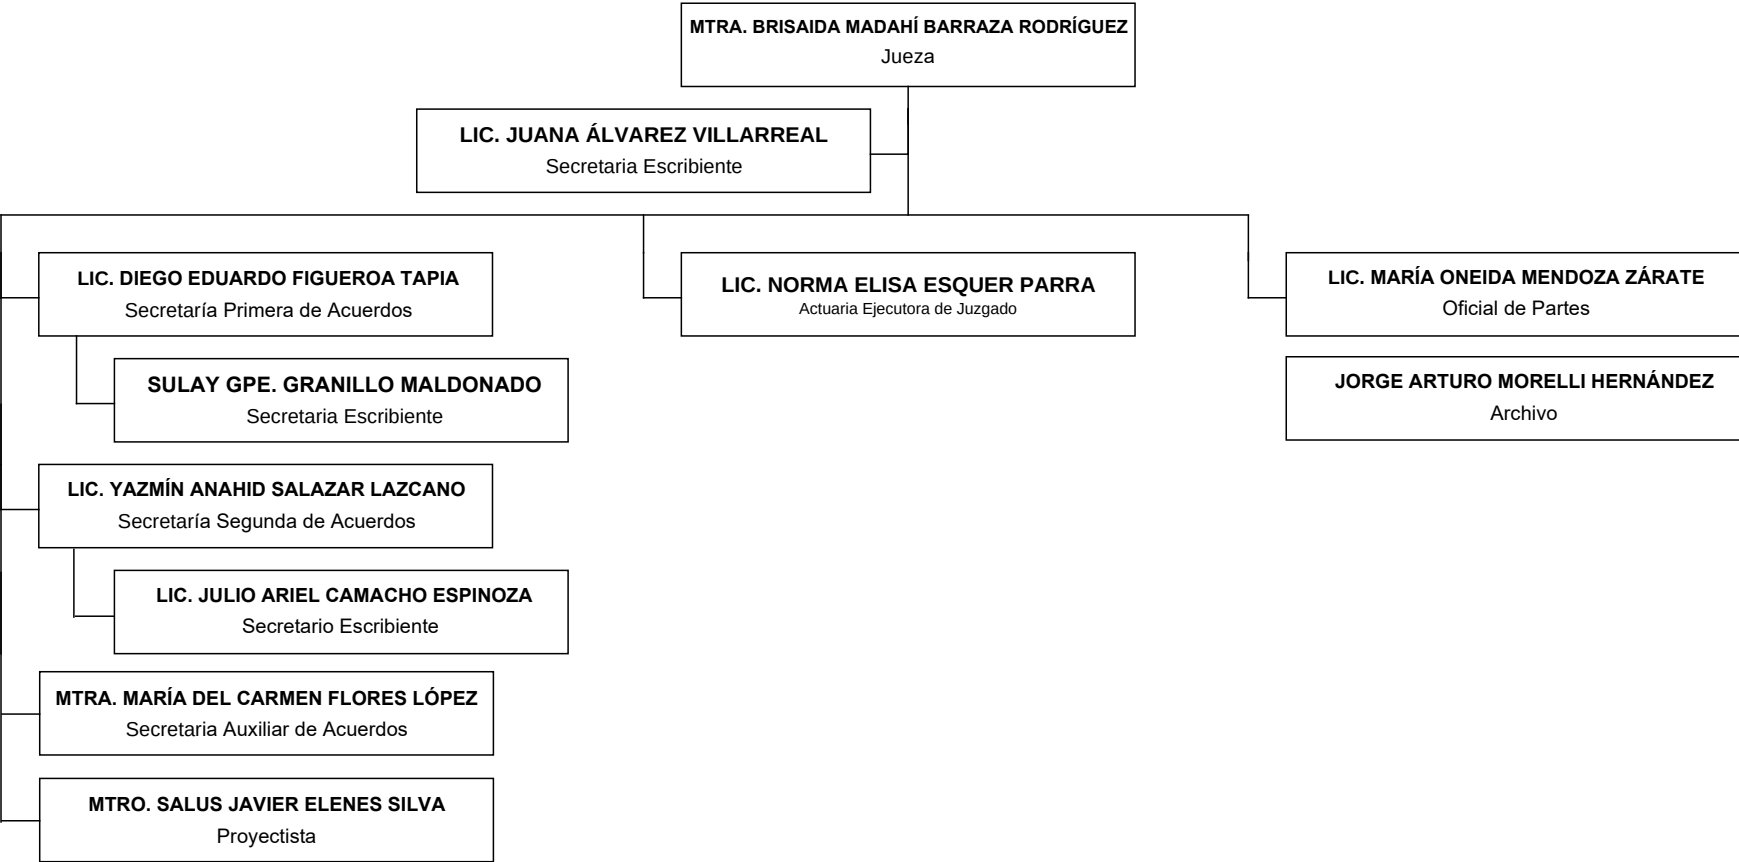 MTRA. BRISAIDA MADAHÍ BARRAZA RODRÍGUEZ
Jueza
LIC. JUANA ÁLVAREZ VILLARREAL
Secretaria Escribiente
LIC. DIEGO EDUARDO FIGUEROA TAPIA
Secretaría Primera de Acuerdos
SULAY GPE. GRANILLO MALDONADO
Secretaria Escribiente
LIC. YAZMÍN ANAHID SALAZAR LAZCANO
Secretaría Segunda de Acuerdos
LIC. JULIO ARIEL CAMACHO ESPINOZA
Secretario Escribiente
MTRA. MARÍA DEL CARMEN FLORES LÓPEZ
Secretaria Auxiliar de Acuerdos
MTRO. SALUS JAVIER ELENES SILVA
Proyectista
LIC. NORMA ELISA ESQUER PARRA
Actuaria Ejecutora de Juzgado
LIC. MARÍA ONEIDA MENDOZA ZÁRATE
Oficial de Partes
JORGE ARTURO MORELLI HERNÁNDEZ
Archivo